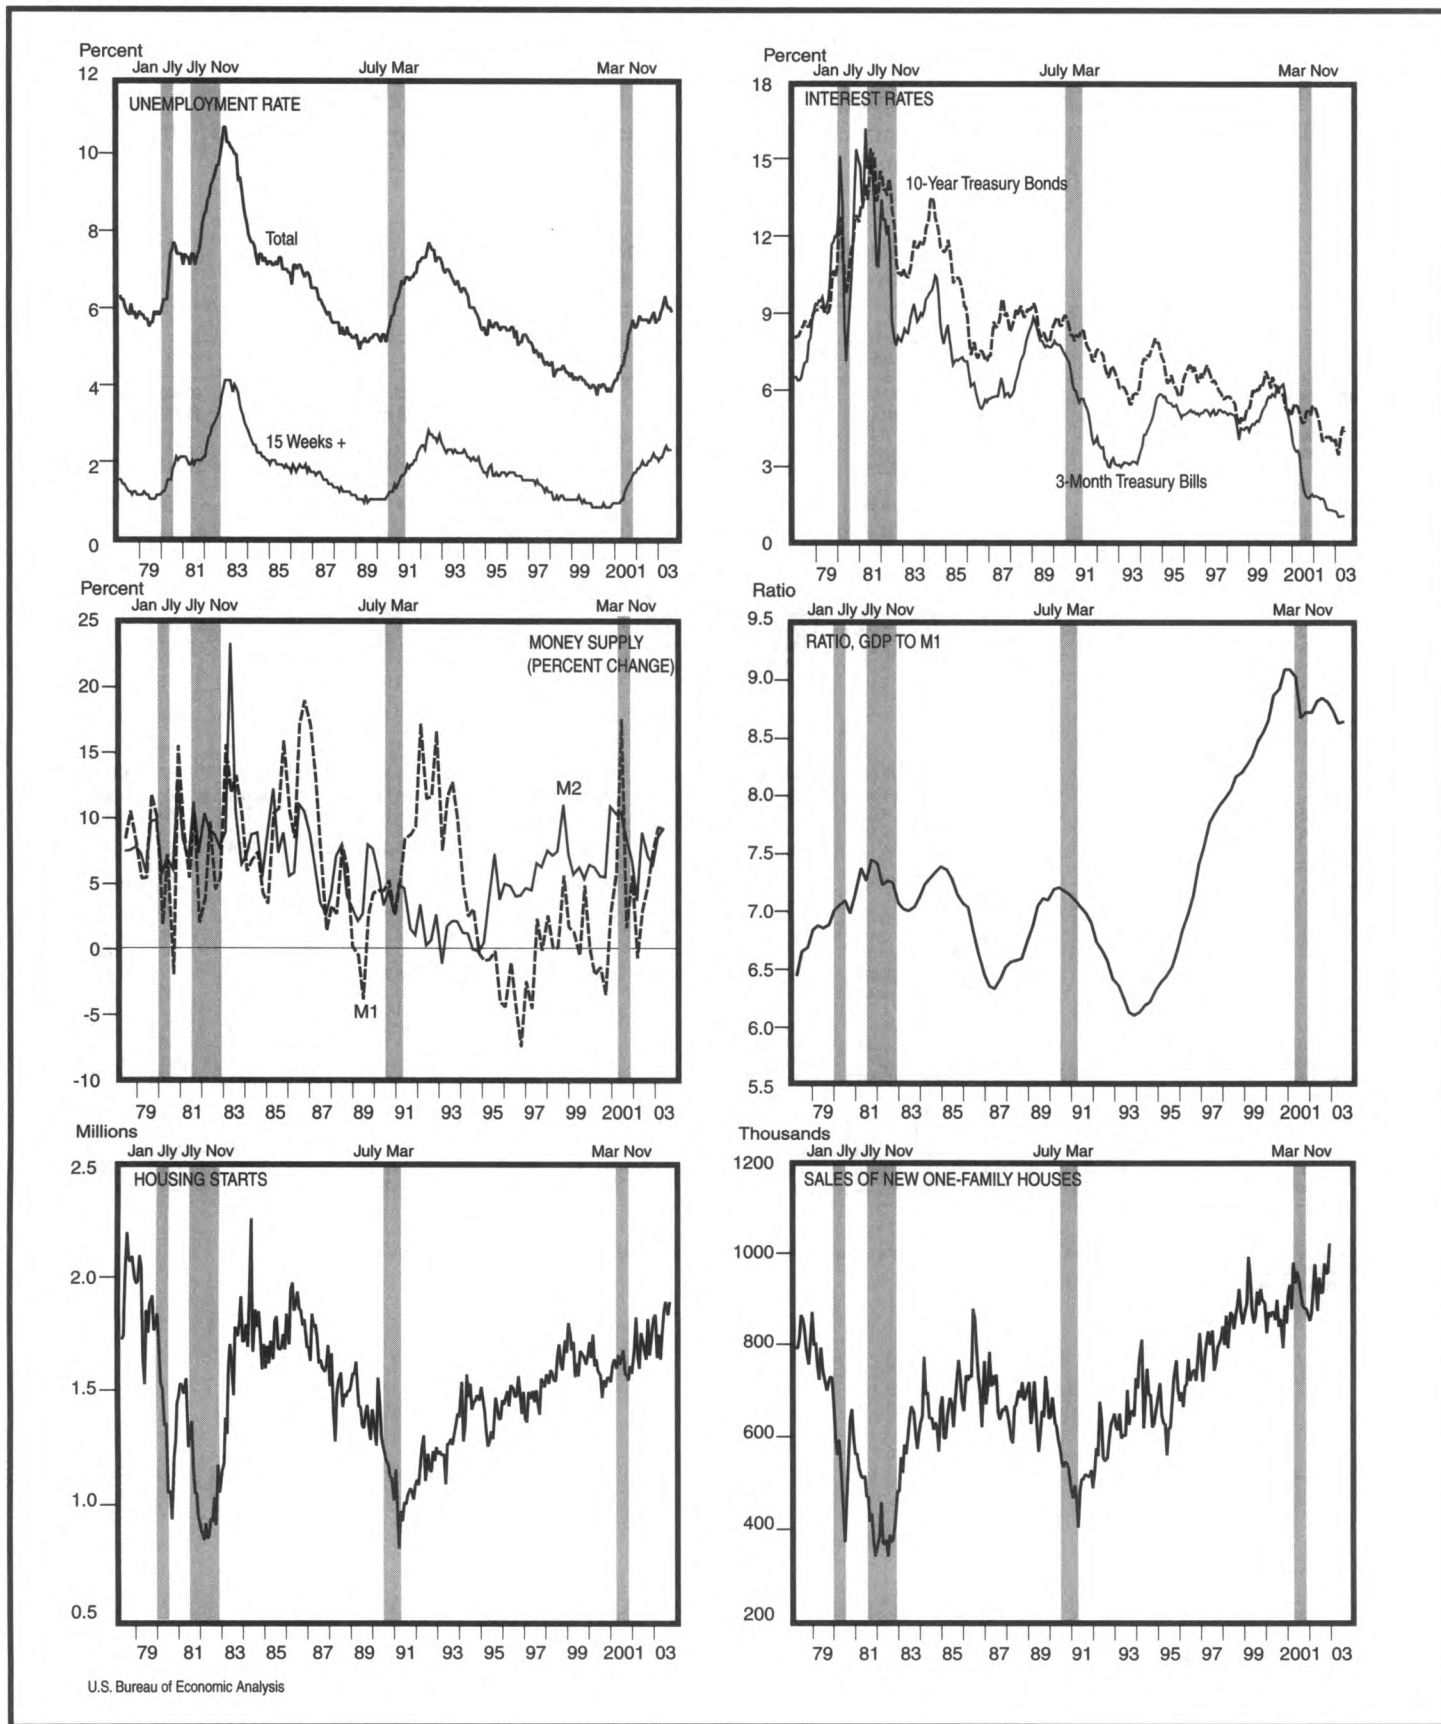 Percent
Jan Jly Jly Nov July Mar Mar Nov
12
UNEMPLOYMENT RATE
10
8
Total
6
4
15 Weeks +
2
0
79 81 83 85 87 89 91 93 95 97 99 2001 03
Percent
Jan Jly Jly Nov July Mar Mar Nov
18
INTEREST RATES
15
10-Year Treasury Bonds
12
9
6
3
3-Month Treasury Bills
0
79 81 83 85 87 89 91 93 95 97 99 2001 03
Percent
Jan Jly Jly Nov July Mar Mar Nov
25
MONEY SUPPLY
(PERCENT CHANGE)
20
15
M2
10
5
0
M1
-5
-10
79 81 83 85 87 89 91 93 95 97 99 2001 03
Ratio
Jan Jly Jly Nov July Mar Mar Nov
9.5
RATIO, GDP TO M1
9.0
8.5
8.0
7.5
7.0
6.5
6.0
5.5
79 81 83 85 87 89 91 93 95 97 99 2001 03
Millions
Jan Jly Jly Nov July Mar Mar Nov
2.5
HOUSING STARTS
2.0
1.5
1.0
0.5
79 81 83 85 87 89 91 93 95 97 99 2001 03
Thousands
Jan Jly Jly Nov July Mar Mar Nov
1200
SALES OF NEW ONE-FAMILY HOUSES
1000
800
600
400
200
79 81 83 85 87 89 91 93 95 97 99 2001 03
U.S. Bureau of Economic Analysis